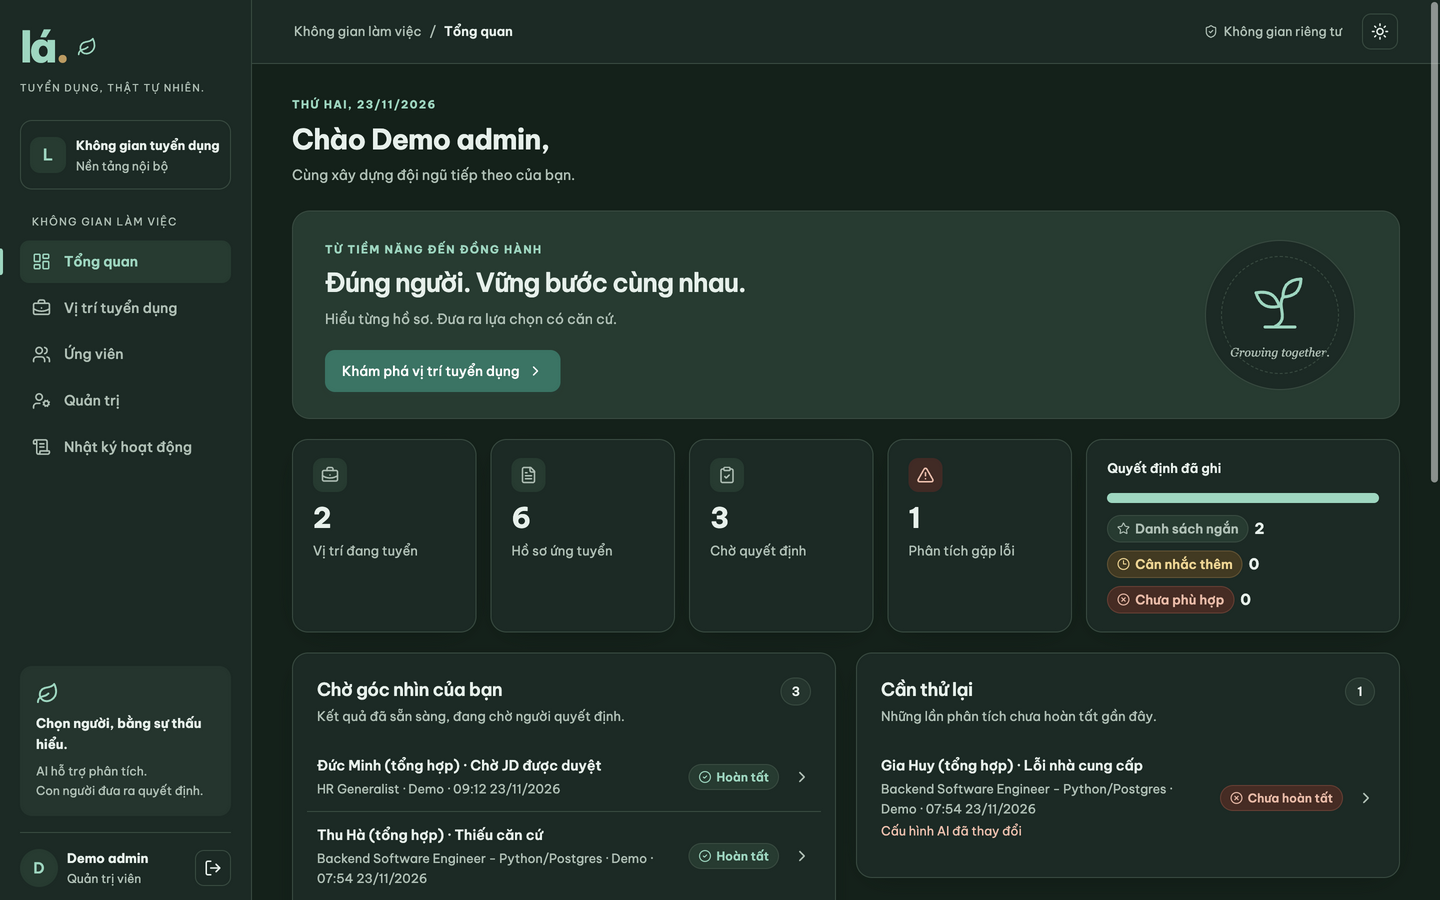 lá.
TUYỂN DỤNG, THẬT TỰ NHIÊN.
L
Không gian tuyển dụng
Nền tảng nội bộ
KHÔNG GIAN LÀM VIỆC
Tổng quan
Vị trí tuyển dụng
Ứng viên
Quản trị
Nhật ký hoạt động
Chọn người, bằng sự thấu
hiểu.
AI hỗ trợ phân tích.
Con người đưa ra quyết định.
D
Demo admin
Quản trị viên
Không gian làm việc / Tổng quan
Không gian riêng tư
THỨ HAI, 23/11/2026
Chào Demo admin,
Cùng xây dựng đội ngũ tiếp theo của bạn.
TỪ TIỀM NĂNG ĐẾN ĐỒNG HÀNH
Đúng người. Vững bước cùng nhau.
Hiểu từng hồ sơ. Đưa ra lựa chọn có căn cứ.
Khám phá vị trí tuyển dụng
Growing together.
2
Vị trí đang tuyển
6
Hồ sơ ứng tuyển
3
Chờ quyết định
1
Phân tích gặp lỗi
Quyết định đã ghi
Danh sách ngắn 2
Cân nhắc thêm 0
Chưa phù hợp 0
Chờ góc nhìn của bạn
3
Kết quả đã sẵn sàng, đang chờ người quyết định.
Đức Minh (tổng hợp) · Chờ JD được duyệt
HR Generalist · Demo · 09:12 23/11/2026
Hoàn tất
Thu Hà (tổng hợp) · Thiếu căn cứ
Backend Software Engineer - Python/Postgres · Demo ·
07:54 23/11/2026
Hoàn tất
Cần thử lại
1
Những lần phân tích chưa hoàn tất gần đây.
Gia Huy (tổng hợp) · Lỗi nhà cung cấp
Backend Software Engineer - Python/Postgres ·
Demo · 07:54 23/11/2026
Cấu hình AI đã thay đổi
Chưa hoàn tất